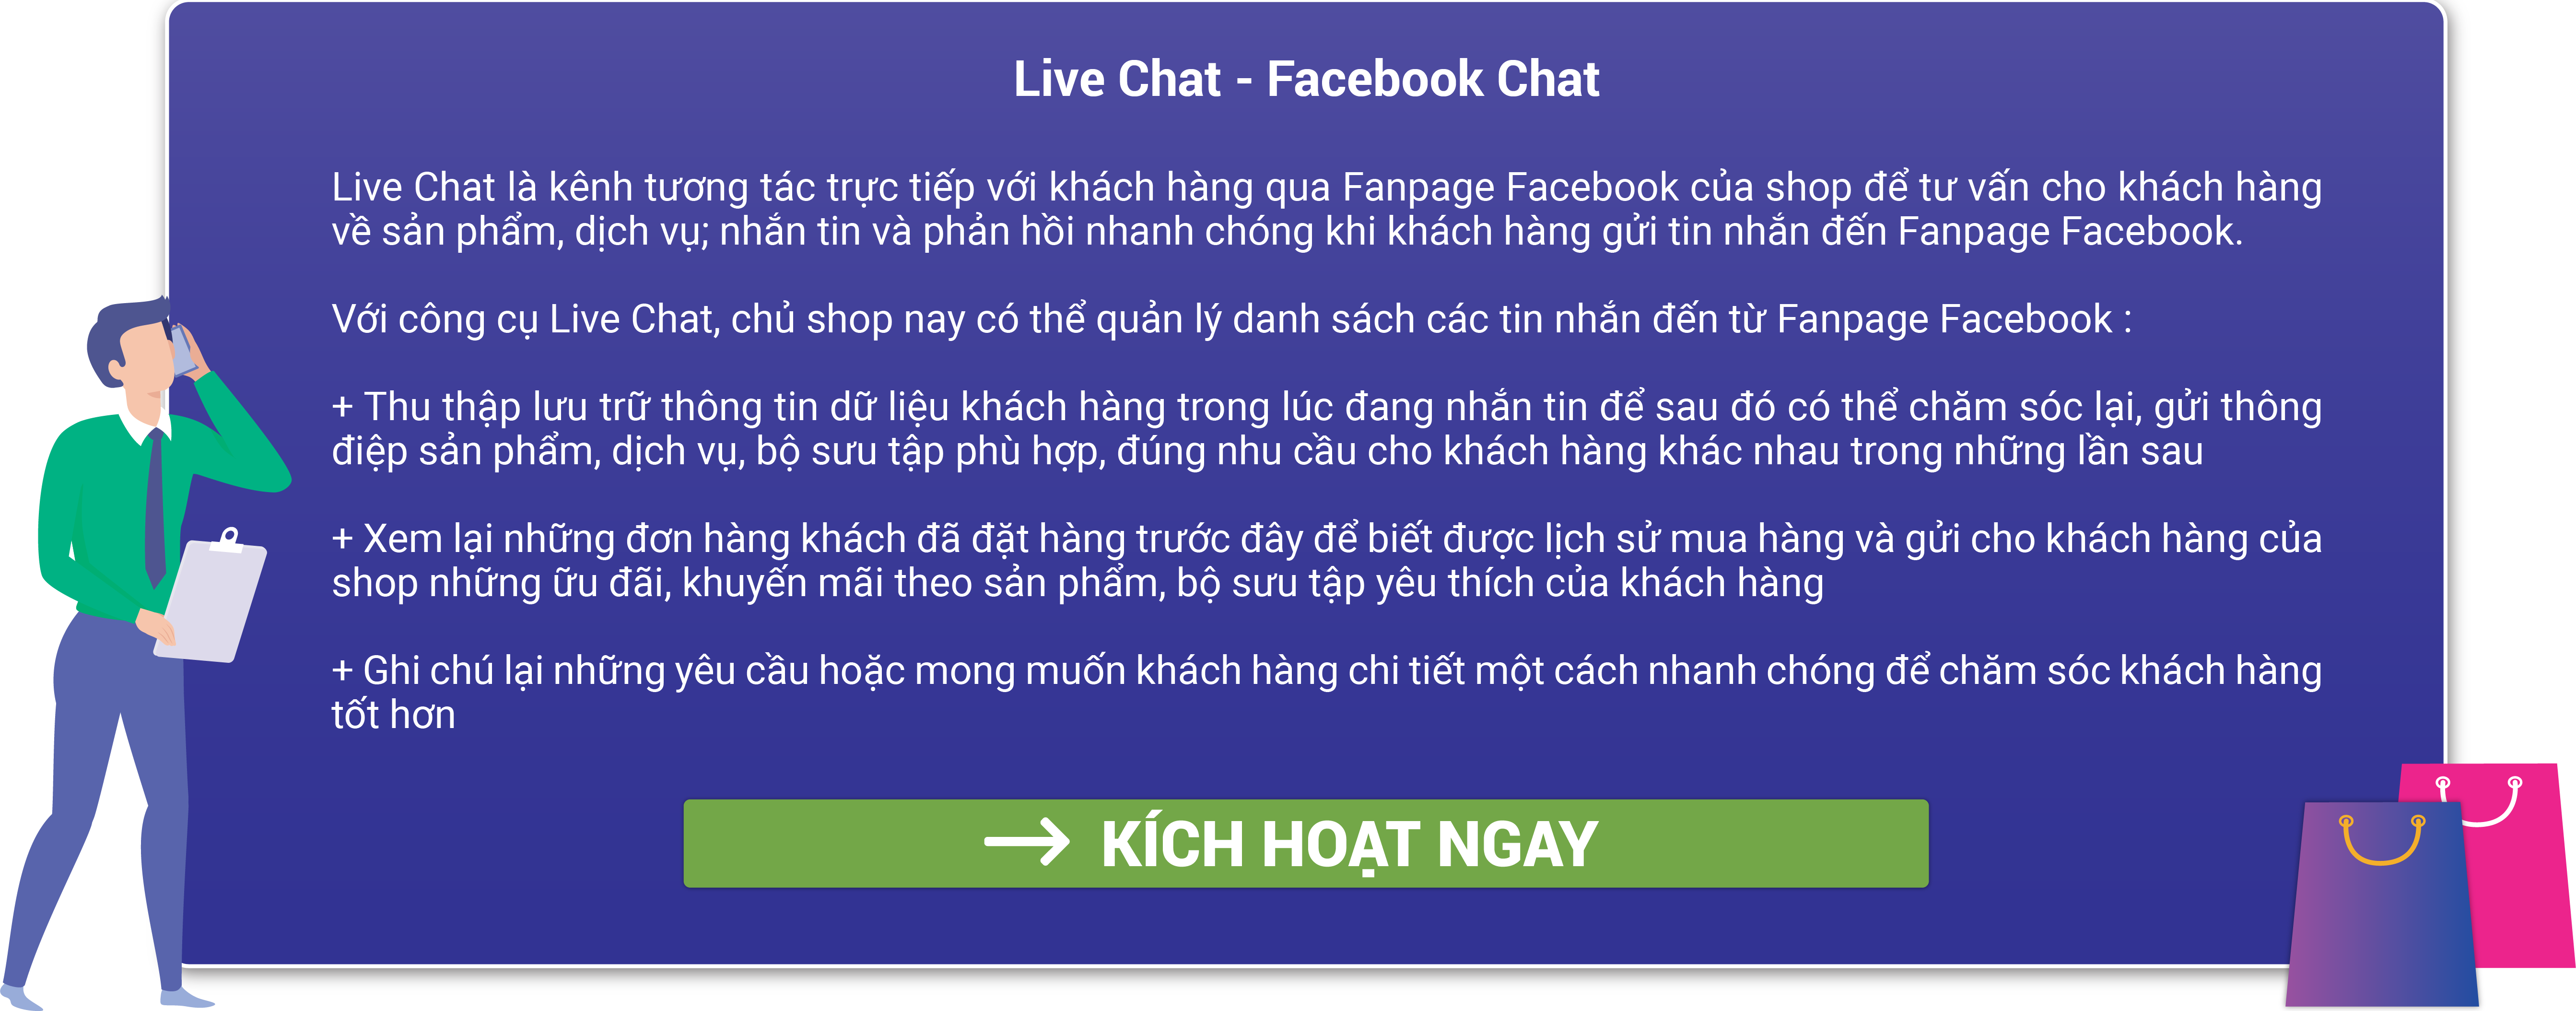 Live Chat - Facebook Chat
Live Chat là kênh tương tác trực tiếp với khách hàng qua Fanpage Facebook của shop để tư vấn cho khách hàng
về sản phẩm, dịch vụ; nhắn tin và phản hồi nhanh chóng khi khách hàng gửi tin nhắn đến Fanpage Facebook.
Với công cụ Live Chat, chủ shop nay có thể quản lý danh sách các tin nhắn đến từ Fanpage Facebook :
+ Thu thập lưu trữ thông tin dữ liệu khách hàng trong lúc đang nhắn tin để sau đó có thể chăm sóc lại, gửi thông
điệp sản phẩm, dịch vụ, bộ sưu tập phù hợp, đúng nhu cầu cho khách hàng khác nhau trong những lần sau
+ Xem lại những đơn hàng khách đã đặt hàng trước đây để biết được lịch sử mua hàng và gửi cho khách hàng của
shop những ữu đãi, khuyến mãi theo sản phẩm, bộ sưu tập yêu thích của khách hàng
+ Ghi chú lại những yêu cầu hoặc mong muốn khách hàng chi tiết một cách nhanh chóng để chăm sóc khách hàng
tốt hơn
→ KÍCH HOẠT NGAY